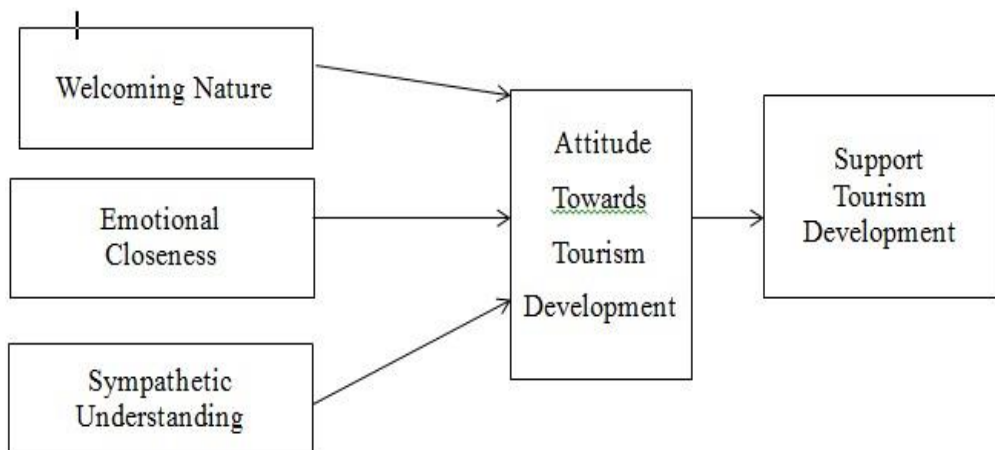 Welcoming Nature
Emotional
Closeness
Sympathetic
Understanding
Attitude
Towards
Tourism
Development
Support
Tourism
Development